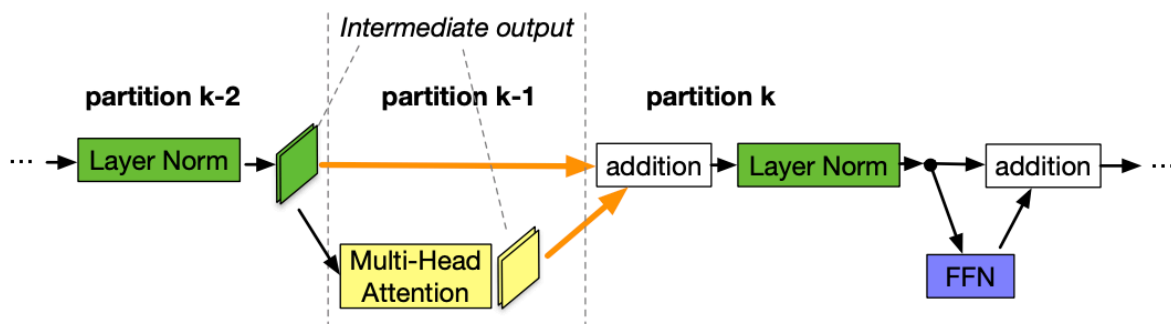 Intermediate output
partition k-2
partition k-1
partition k
...
Layer Norm
addition
Layer Norm
addition
...
Multi-Head
Attention
FFN